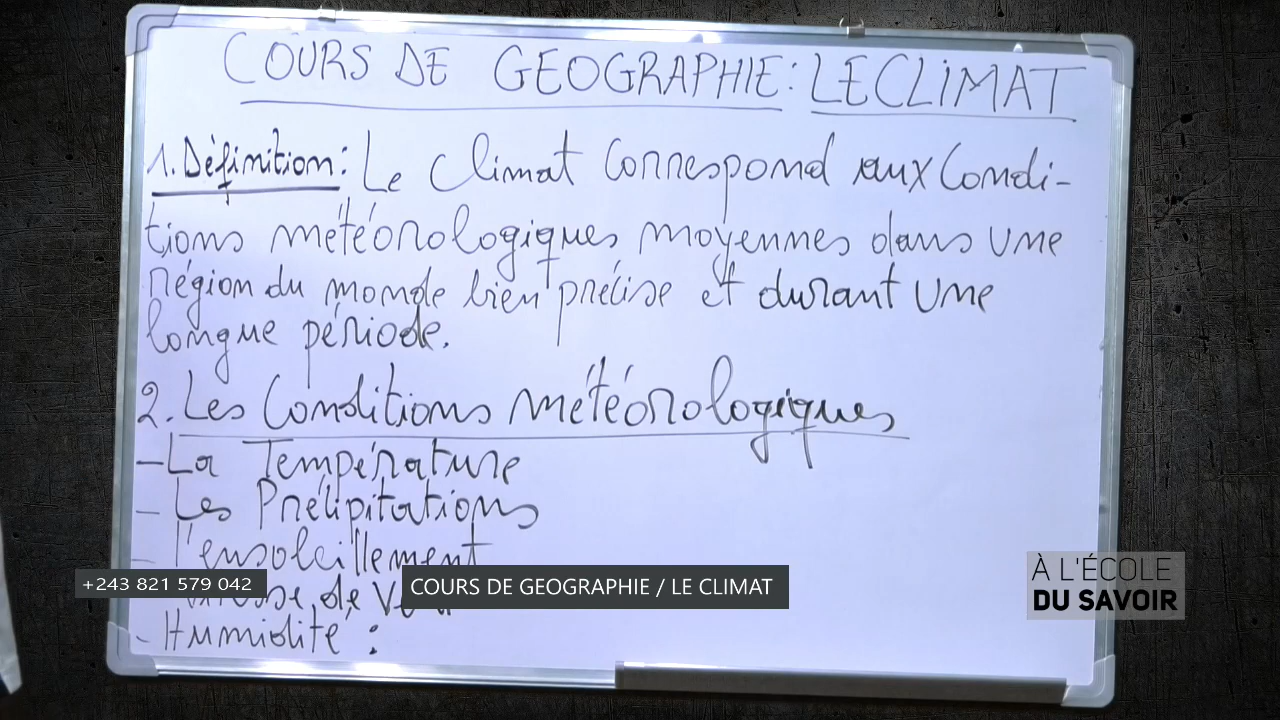 COURS DE GEOGRAPHIE: LE CLIMAT
1. Définition: Le Climat Correspond aux Condi-
tions météorologiques moyennes dans une
région du monde bien précise et durant une
longue période.
2. Les Conditions météorologiques
- La Température
- Les Précipitations
- l'ensoleillement
de
- Humidité :
+243 821 579 042
COURS DE GEOGRAPHIE / LE CLIMAT
À L'ÉCOLE
DU SAVOIR